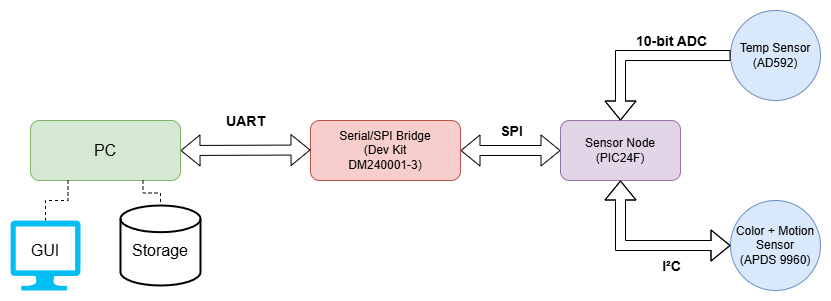 10-bit ADC
Temp Sensor
(AD592)
UART
SPI
PC
Serial/SPI Bridge
(Dev Kit
DM240001-3)
Sensor Node
(PIC24F)
GUI
Storage
I²C
Color + Motion
Sensor
(APDS 9960)